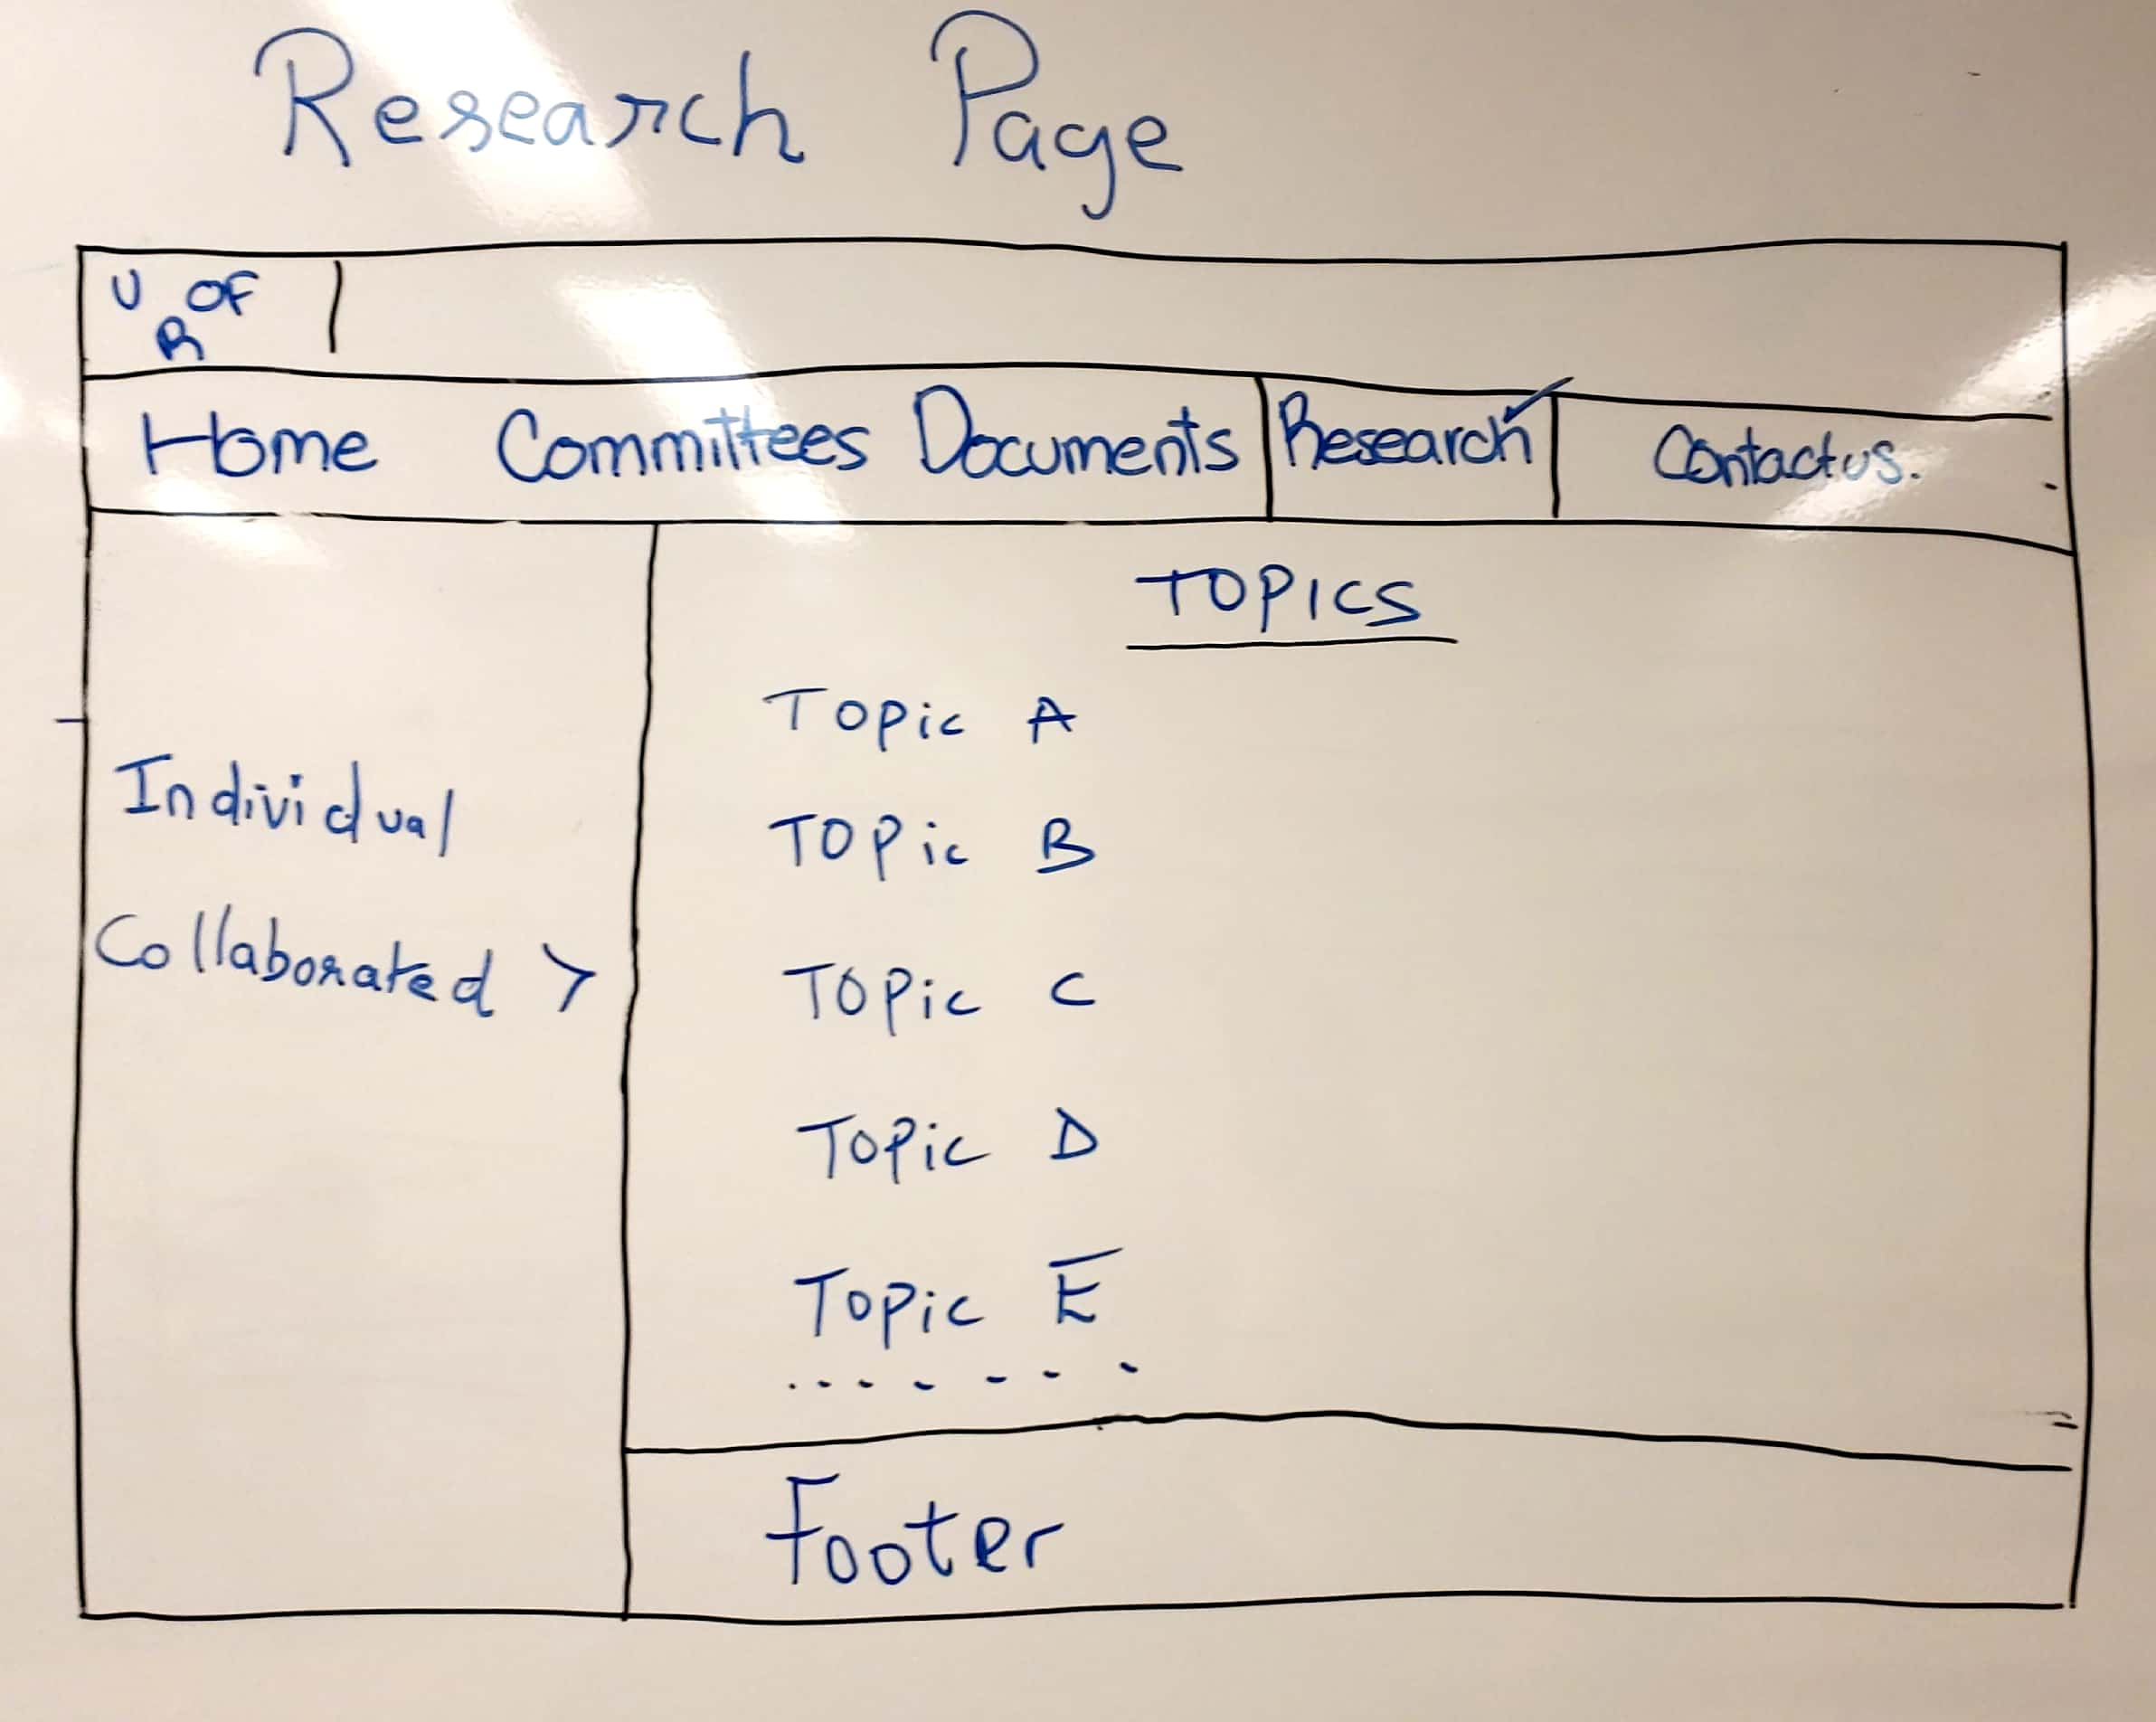 Research Page
U OF
R
Home Committees Documents Research Contact us.
TOPICS
Topic A
Individual
TOPic B
Collaborated >
TOPic C
Topic D
Topic E
.......
Footer